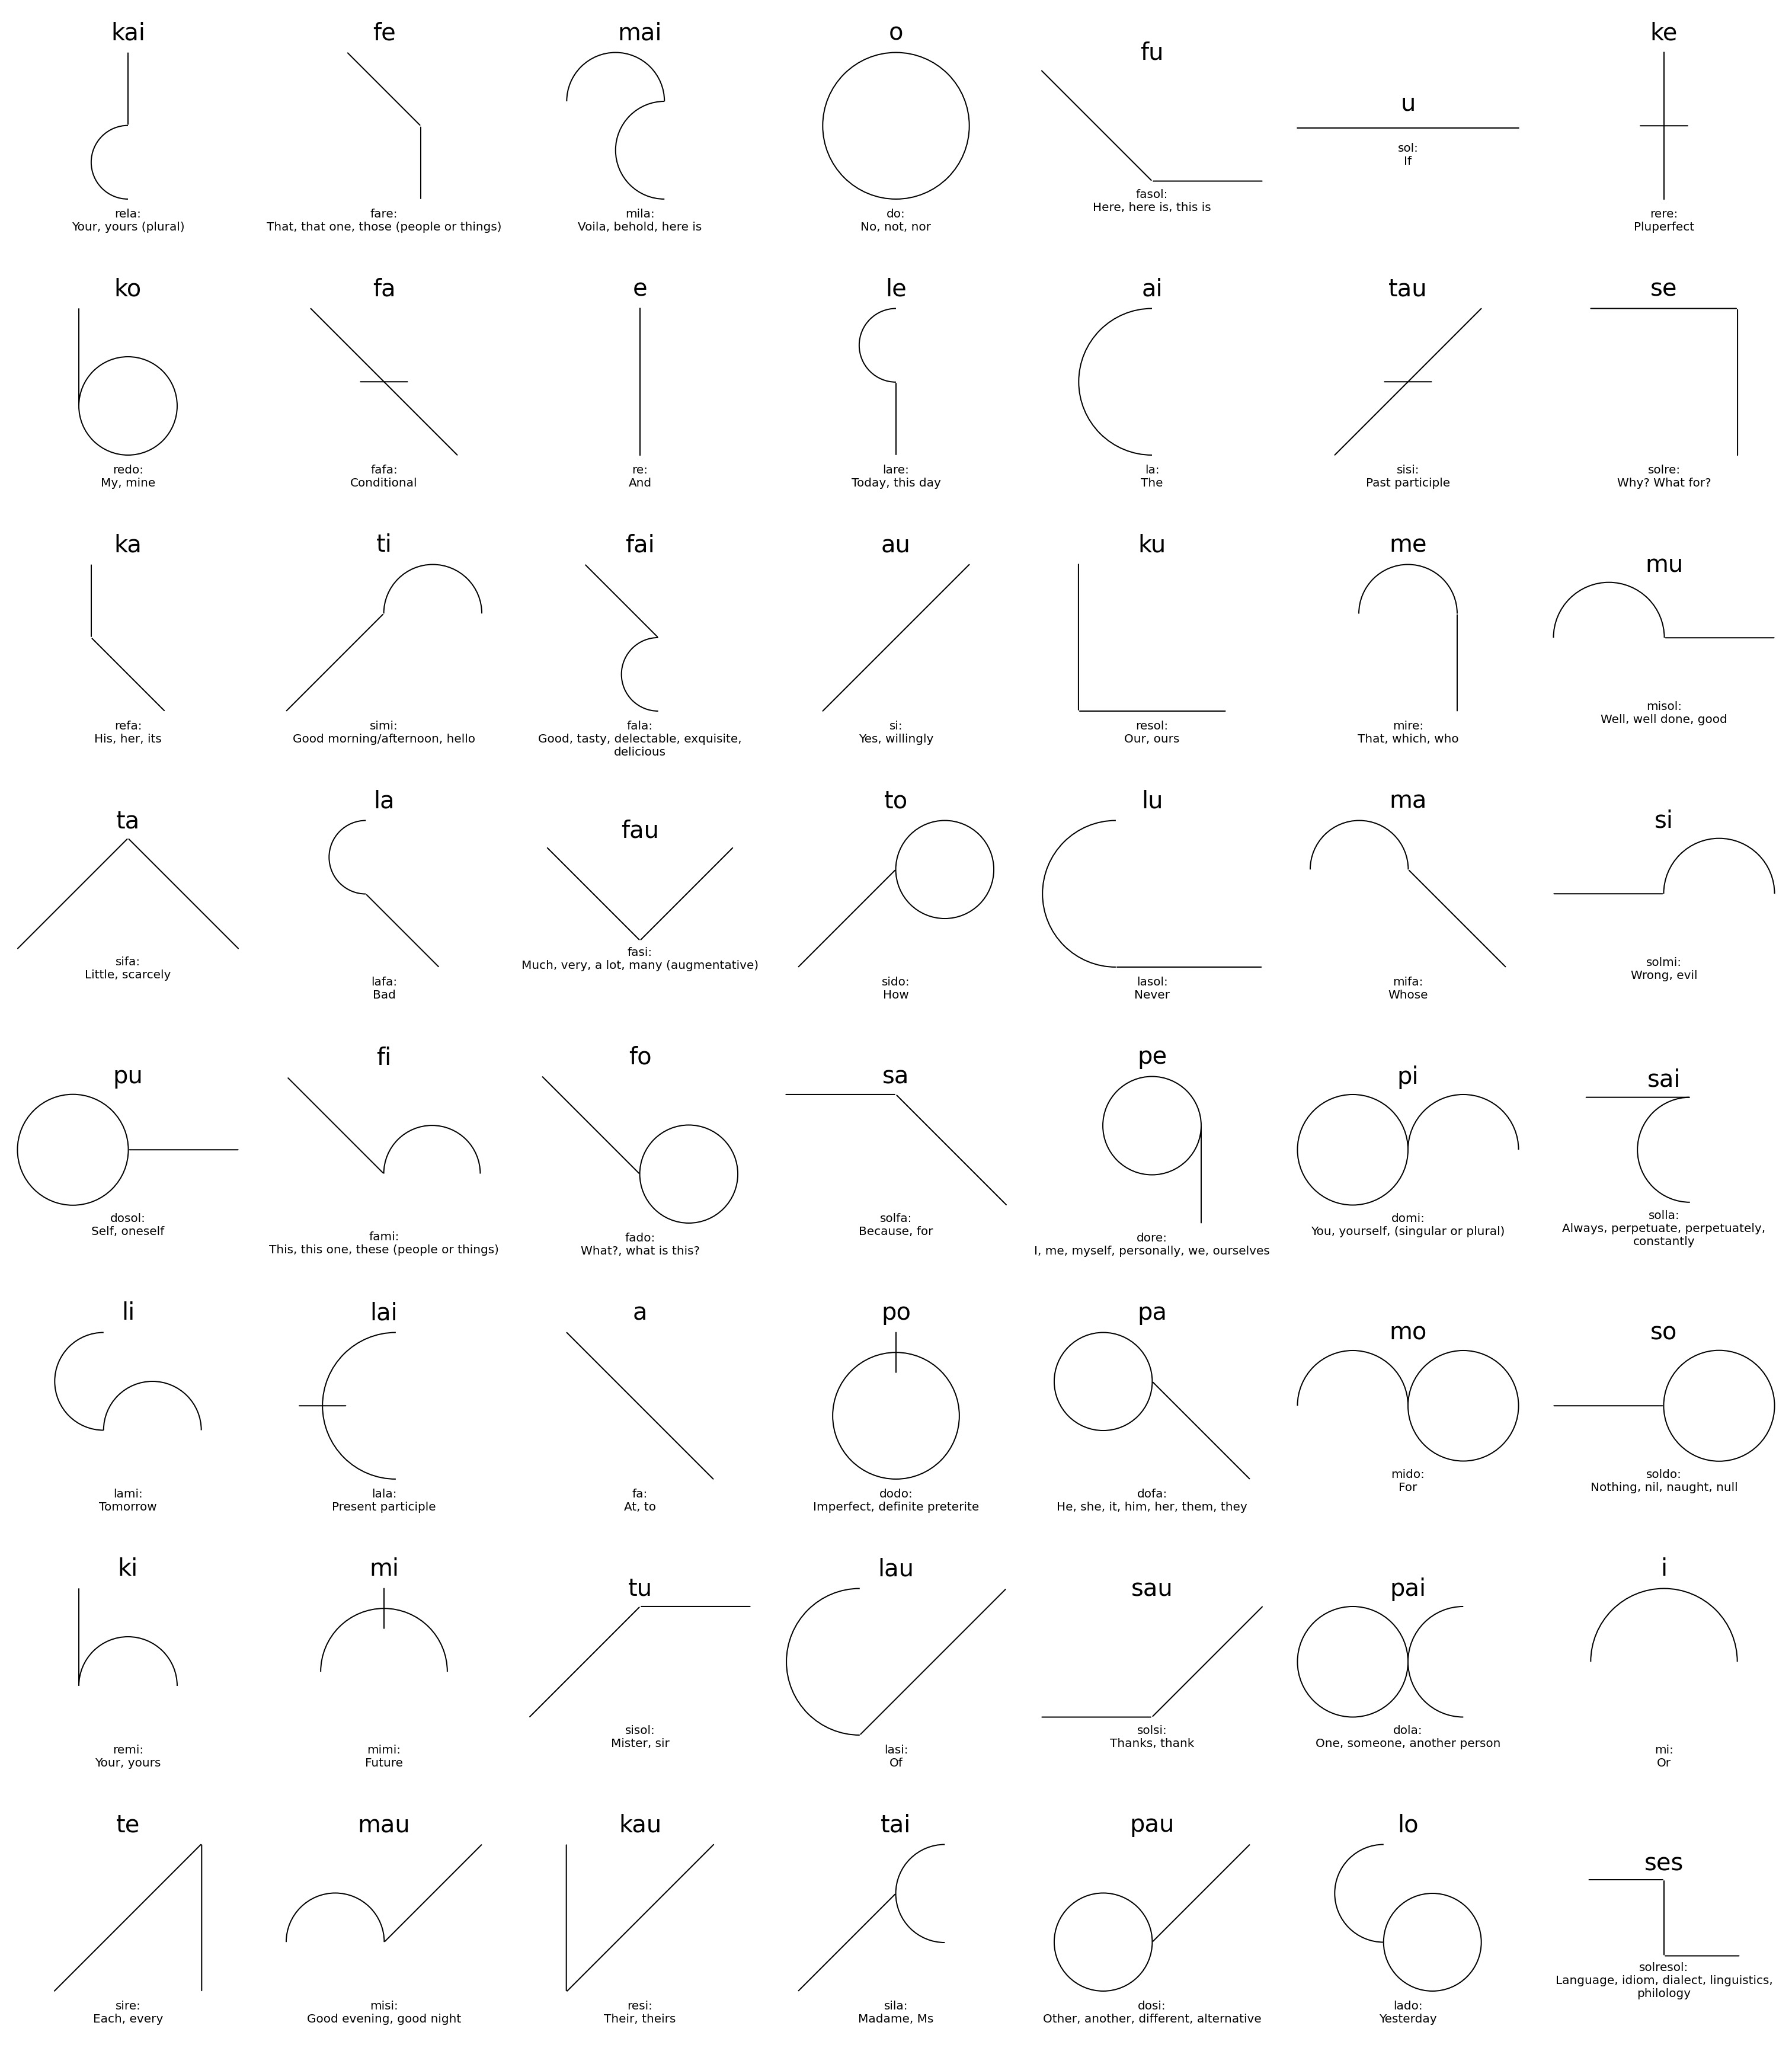 kai
rela:
Your, yours (plural)
fe
fare:
That, that one, those (people or things)
mai
mila:
Voila, behold, here is
o
do:
No, not, nor
fu
fasol:
Here, here is, this is
u
sol:
If
ke
rere:
Pluperfect
ko
redo:
My, mine
fa
fafa:
Conditional
e
re:
And
le
lare:
Today, this day
ai
la:
The
tau
sisi:
Past participle
se
solre:
Why? What for?
ka
refa:
His, her, its
ti
simi:
Good morning/afternoon, hello
fai
fala:
Good, tasty, delectable, exquisite,
delicious
au
si:
Yes, willingly
ku
resol:
Our, ours
me
mire:
That, which, who
mu
misol:
Well, well done, good
ta
sifa:
Little, scarcely
la
lafa:
Bad
fau
fasi:
Much, very, a lot, many (augmentative)
to
sido:
How
lu
lasol:
Never
ma
mifa:
Whose
si
solmi:
Wrong, evil
pu
dosol:
Self, oneself
fi
fami:
This, this one, these (people or things)
fo
fado:
What?, what is this?
sa
solfa:
Because, for
pe
dore:
I, me, myself, personally, we, ourselves
pi
domi:
You, yourself, (singular or plural)
sai
solla:
Always, perpetuate, perpetuately,
constantly
li
lami:
Tomorrow
lai
lala:
Present participle
a
fa:
At, to
po
dodo:
Imperfect, definite preterite
pa
dofa:
He, she, it, him, her, them, they
mo
mido:
For
so
soldo:
Nothing, nil, naught, null
ki
remi:
Your, yours
mi
mimi:
Future
tu
sisol:
Mister, sir
lau
lasi:
Of
sau
solsi:
Thanks, thank
pai
dola:
One, someone, another person
i
mi:
Or
te
sire:
Each, every
mau
misi:
Good evening, good night
kau
resi:
Their, theirs
tai
sila:
Madame, Ms
pau
dosi:
Other, another, different, alternative
lo
lado:
Yesterday
ses
solresol:
Language, idiom, dialect, linguistics,
philology